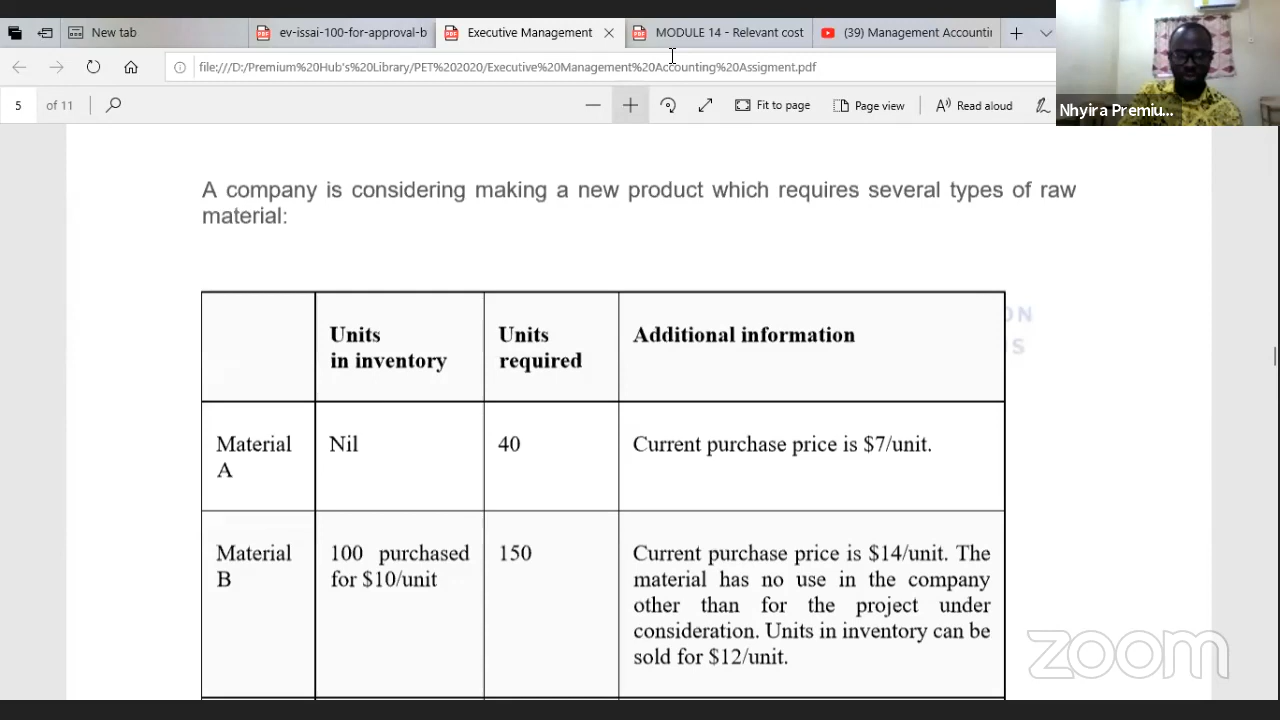 New tab
ev-issai-100-for-approval-b
Executive Management
MODULE 14 - Relevant cost
(39) Management Accountin
file:///D:/Premium%20Hub's%20Library/PET%202020/Executive%20Management%20Accounting%20Assigment.pdf
5 of 11
Fit to page
Page view
A)) Read aloud
Nhyira Premiu...
A company is considering making a new product which requires several types of raw
material:
Units
in inventory
Units
required
Additional information
ON
S
Material
A
Nil
40
Current purchase price is $7/unit.
Material
B
100 purchased
for $10/unit
150
Current purchase price is $14/unit. The
material has no use in the company
other than for the project under
consideration. Units in inventory can be
sold for $12/unit.
zoom